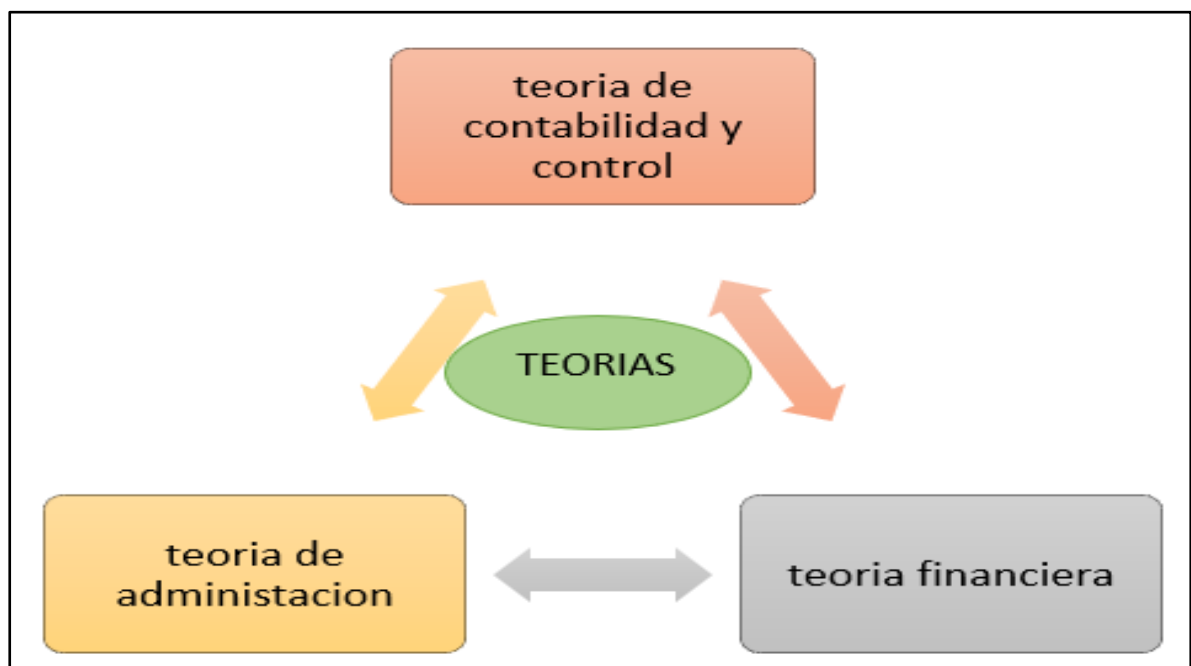 teoria de
contabilidad y
control
TEORIAS
teoria de
administacion
teoria financiera